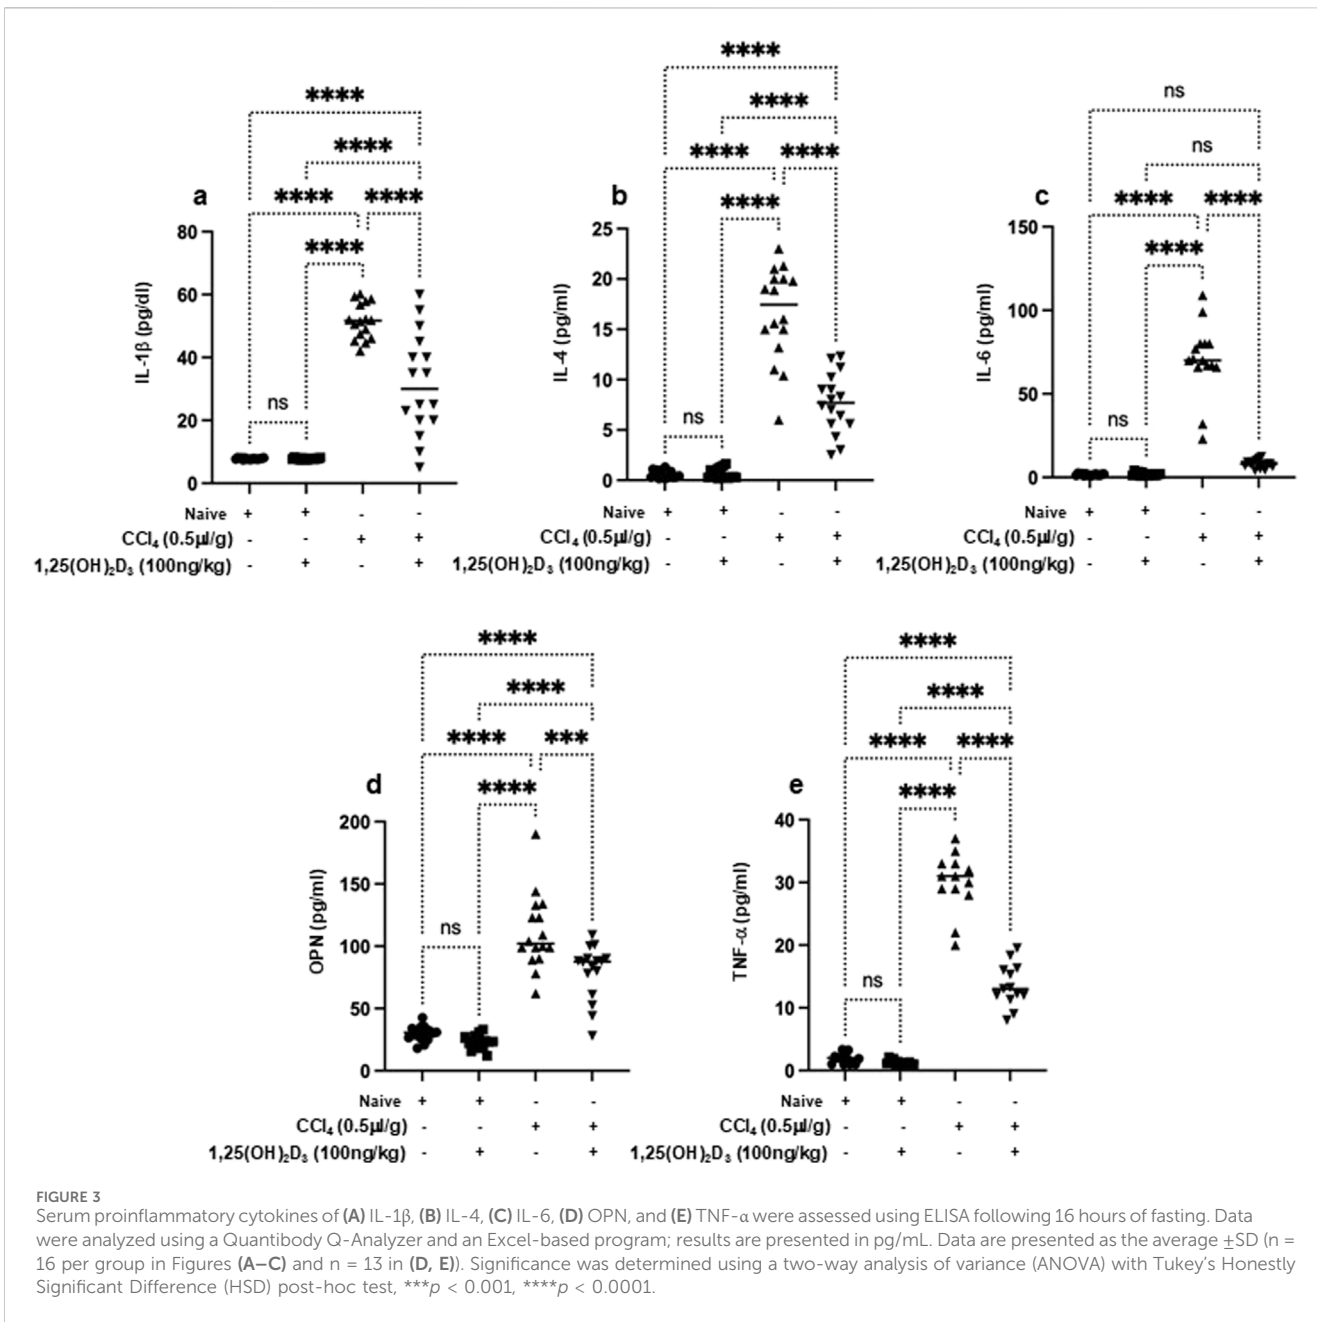 a
****
****
****
****
****
ns
IL-1β (pg/dl)
80
60
40
20
0
Naive + + - -
CCl₄ (0.5µl/g) - - + +
1,25(OH)₂D₃ (100ng/kg) - + - +
b
****
****
****
****
****
ns
IL-4 (pg/ml)
25
20
15
10
5
0
Naive + + - -
CCl₄ (0.5µl/g) - - + +
1,25(OH)₂D₃ (100ng/kg) - + - +
c
ns
ns
****
****
****
ns
IL-6 (pg/ml)
150
100
50
0
Naive + + - -
CCl₄ (0.5µl/g) - - + +
1,25(OH)₂D₃ (100ng/kg) - + - +
d
****
****
****
***
****
ns
OPN (pg/ml)
200
150
100
50
0
Naive + + - -
CCl₄ (0.5µl/g) - - + +
1,25(OH)₂D₃ (100ng/kg) - + - +
e
****
****
****
****
****
ns
TNF-α (pg/ml)
40
30
20
10
0
Naive + + - -
CCl₄ (0.5µl/g) - - + +
1,25(OH)₂D₃ (100ng/kg) - + - +
FIGURE 3
Serum proinflammatory cytokines of (A) IL-1β, (B) IL-4, (C) IL-6, (D) OPN, and (E) TNF-α were assessed using ELISA following 16 hours of fasting. Data
were analyzed using a Quantibody Q-Analyzer and an Excel-based program; results are presented in pg/mL. Data are presented as the average ±SD (n =
16 per group in Figures (A–C) and n = 13 in (D, E)). Significance was determined using a two-way analysis of variance (ANOVA) with Tukey's Honestly
Significant Difference (HSD) post-hoc test, ***p < 0.001, ****p < 0.0001.